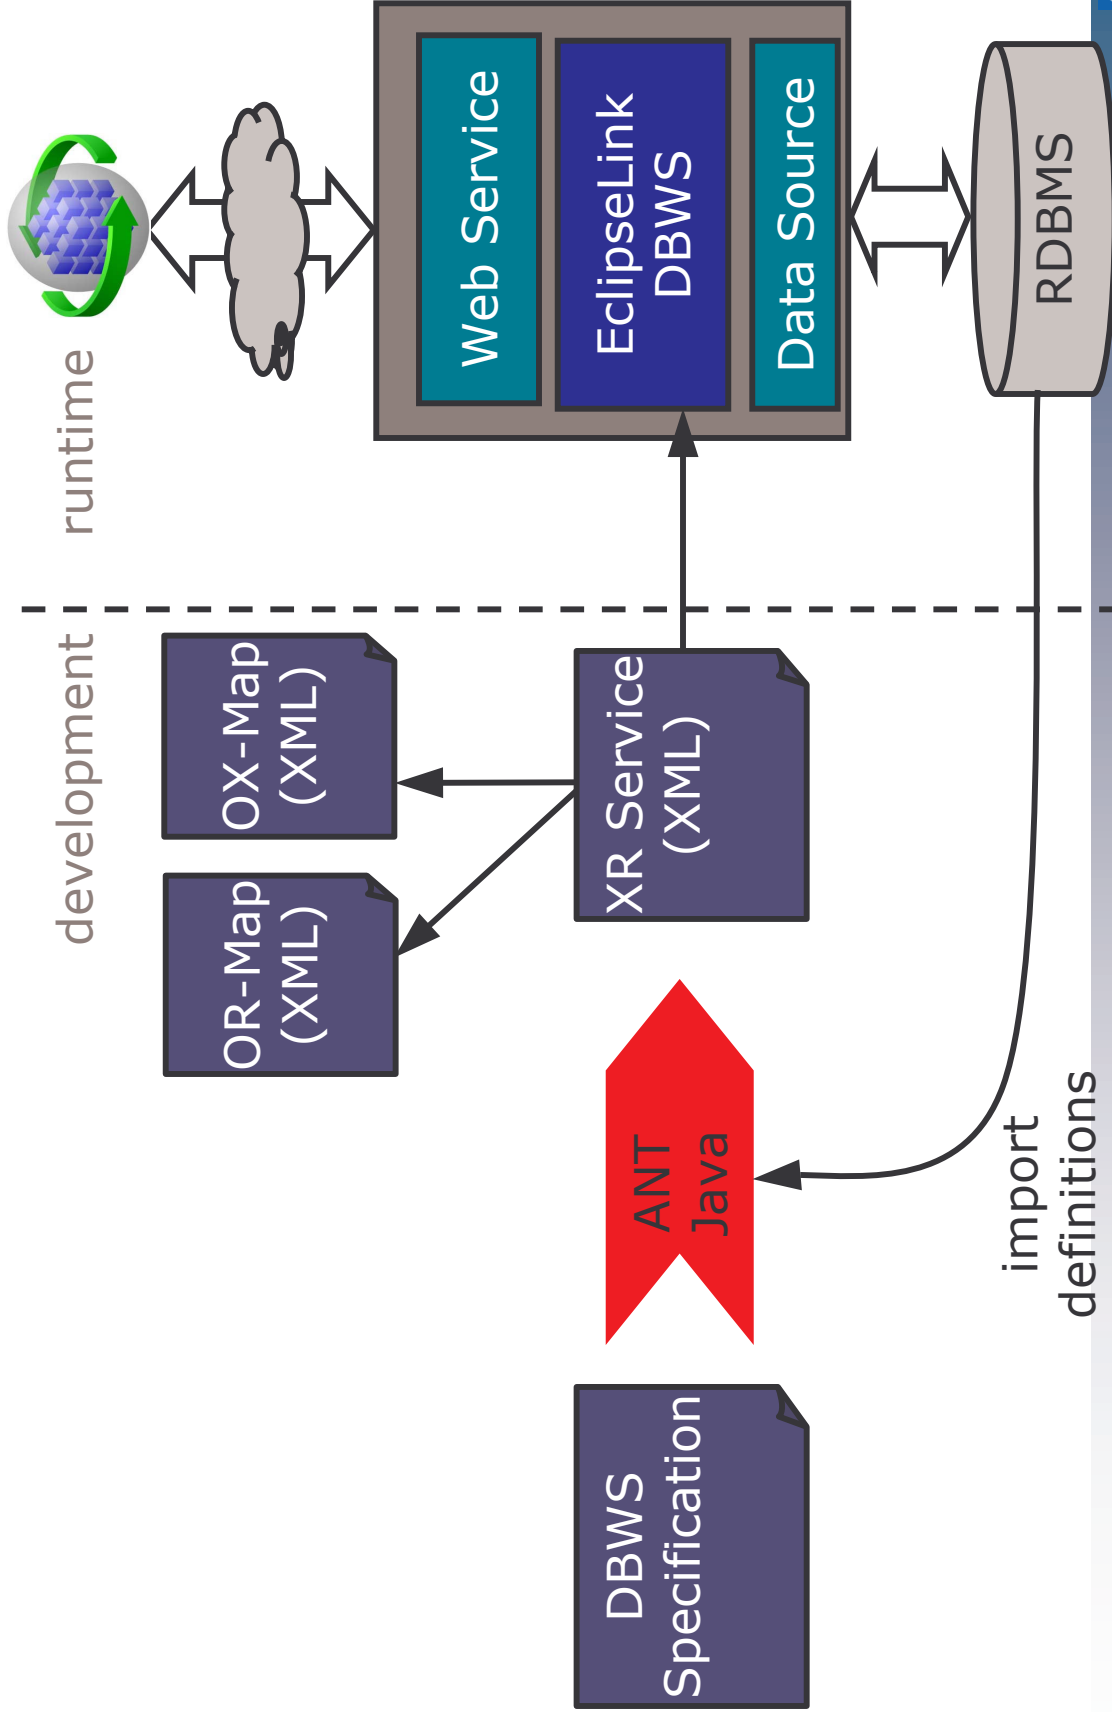 development
runtime
OR-Map
(XML)
OX-Map
(XML)
Web Service
EclipseLink
DBWS
Data Source
DBWS
Specification
ANT
Java
XR Service
(XML)
import
definitions
RDBMS